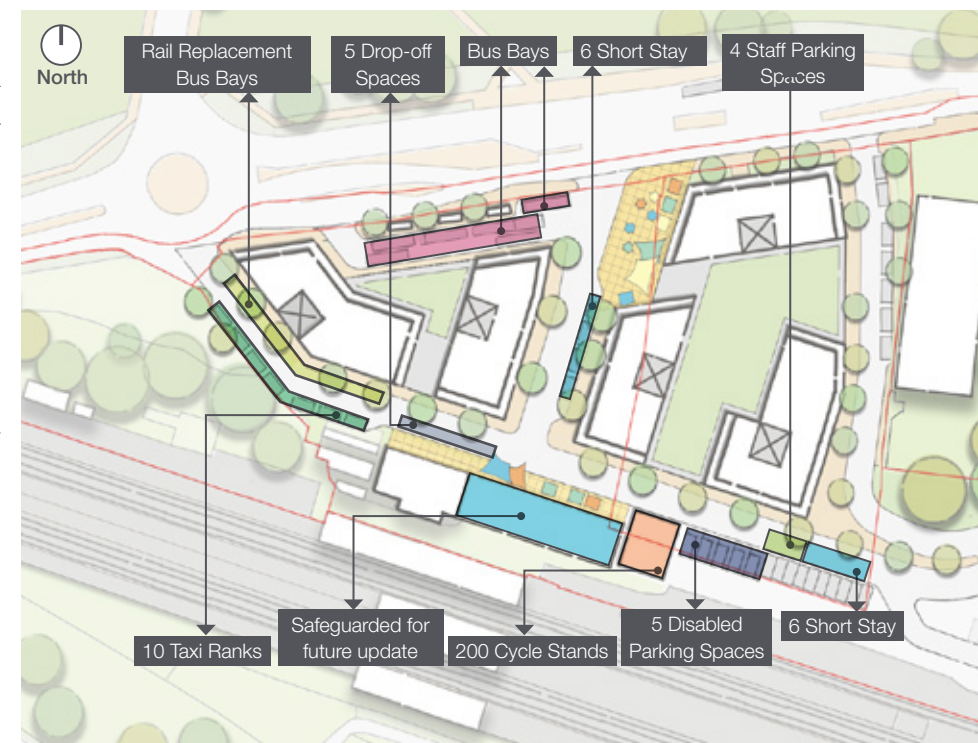 North
Rail Replacement
Bus Bays
5 Drop-off
Spaces
Bus Bays
6 Short Stay
4 Staff Parking
Spaces
10 Taxi Ranks
Safeguarded for
future update
200 Cycle Stands
5 Disabled
Parking Spaces
6 Short Stay